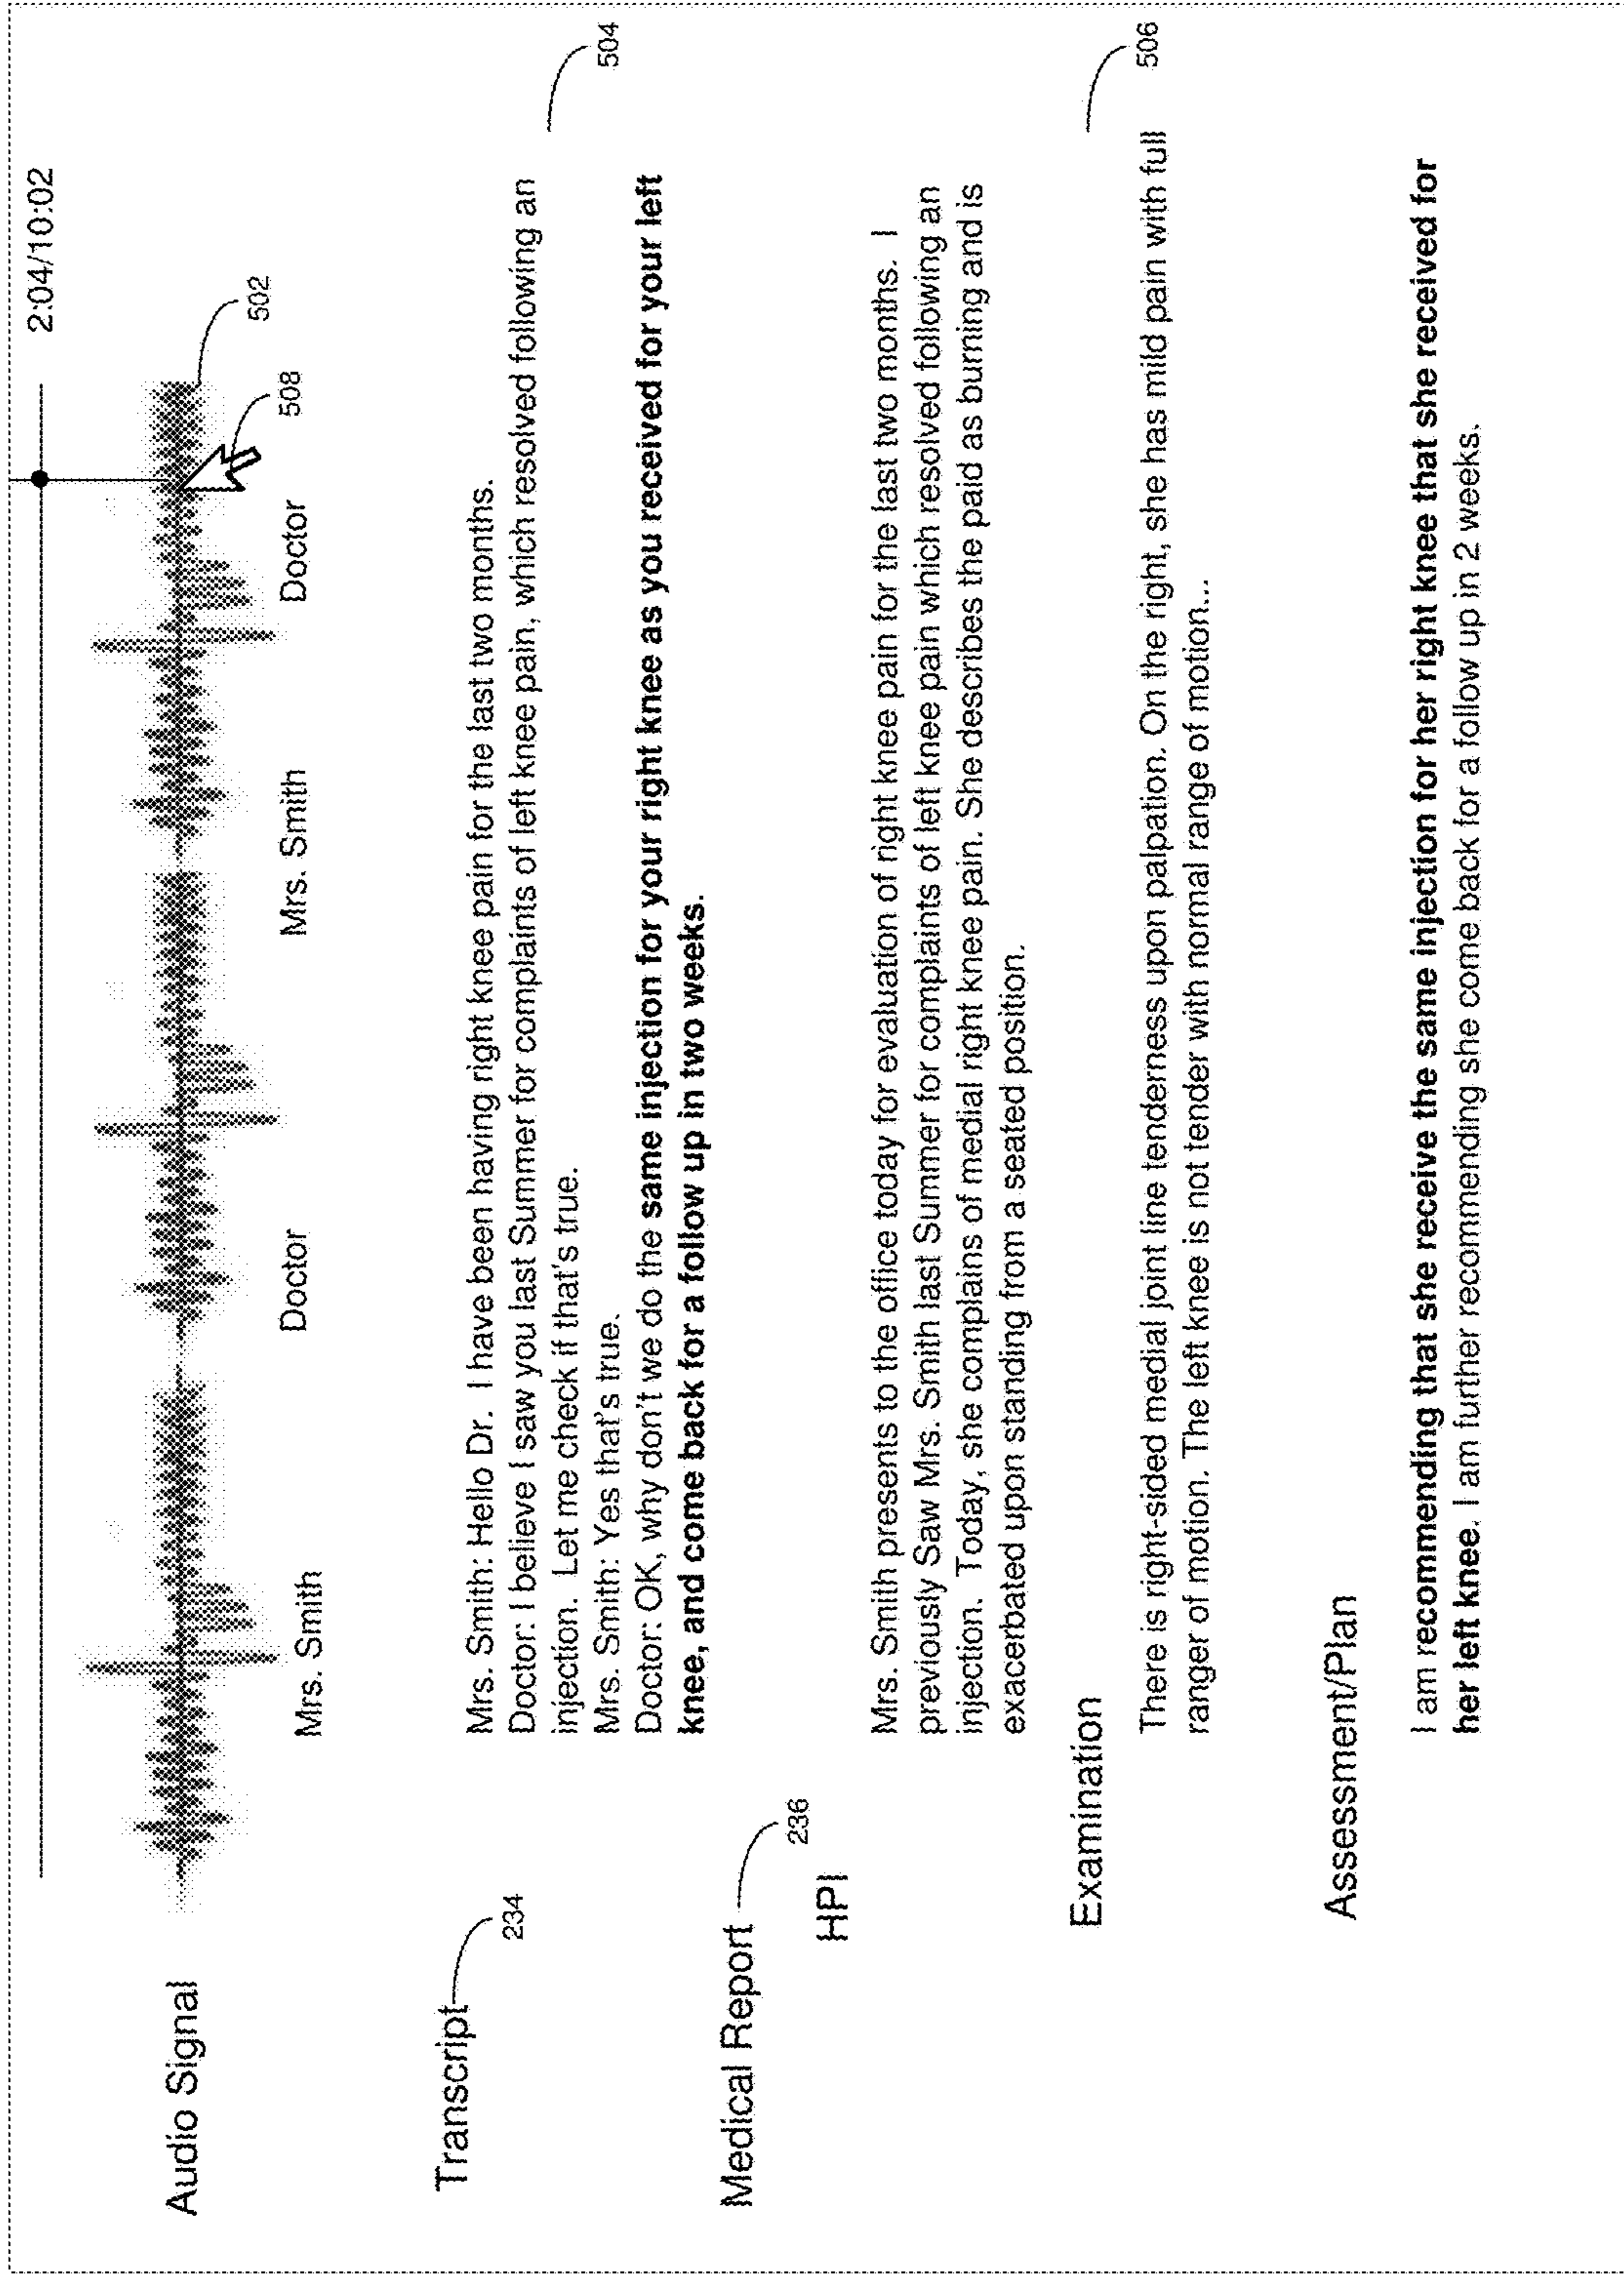 2:04/10:02
Audio Signal
502
508
Mrs. Smith
Doctor
Mrs. Smith
Doctor
Transcript
234
Mrs. Smith: Hello Dr. I have been having right knee pain for the last two months.
Doctor: I believe I saw you last Summer for complaints of left knee pain, which resolved following an
injection. Let me check if that's true.
Mrs. Smith: Yes that's true.
Doctor: OK, why don't we do the same injection for your right knee as you received for your left
knee, and come back for a follow up in two weeks.
504
Medical Report
236
HPI
Mrs. Smith presents to the office today for evaluation of right knee pain for the last two months. I
previously Saw Mrs. Smith last Summer for complaints of left knee pain which resolved following an
injection. Today, she complains of medial right knee pain. She describes the paid as burning and is
exacerbated upon standing from a seated position.
Examination
506
There is right-sided medial joint line tenderness upon palpation. On the right, she has mild pain with full
ranger of motion. The left knee is not tender with normal range of motion...
Assessment/Plan
I am recommending that she receive the same injection for her right knee that she received for
her left knee. I am further recommending she come back for a follow up in 2 weeks.